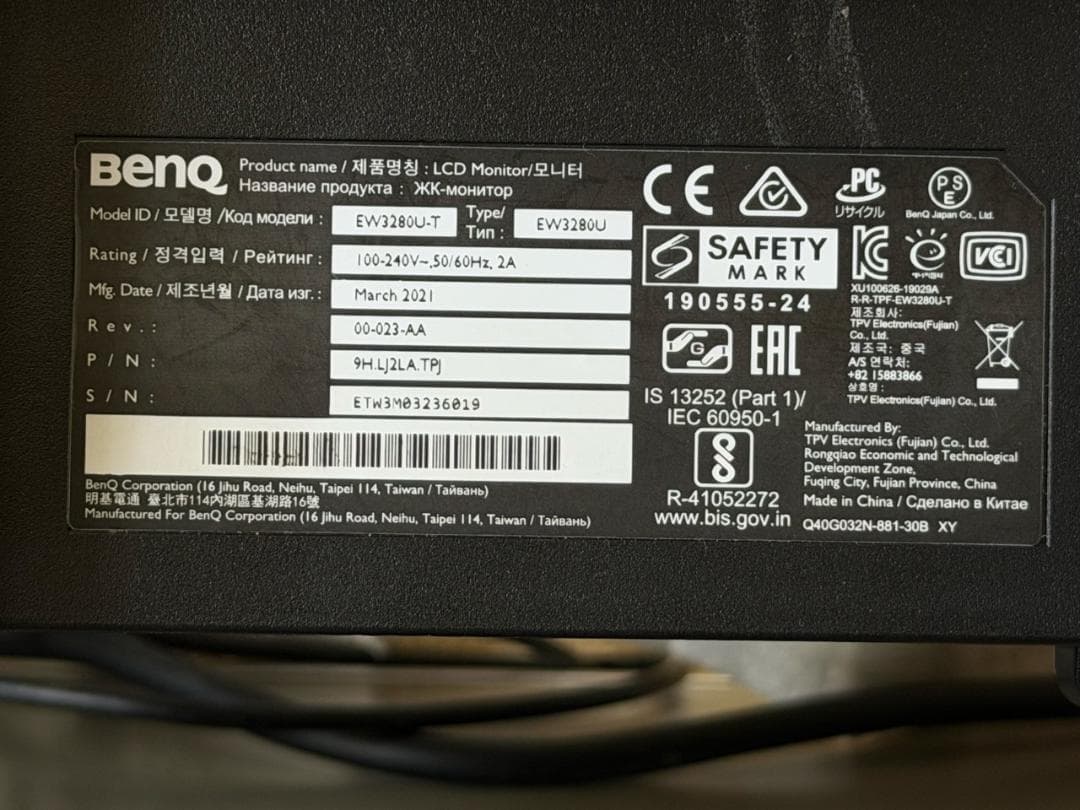 BenQ
Product name / 제품명칭 : LCD Monitor/모니터
Название продукта : ЖК-монитор
Model ID / 모델명 /Код модели : EW3280U-T Type/ Тип : EW3280U
Rating / 정격입력 / Рейтинг : 100-240V~,50/60Hz, 2A
Mfg. Date / 제조년월 / Дата изг. : March 2021
Rev. : 00-023-AA
P/N : 9H.LJ2LA.TPJ
S/N : ETW3M03236019
BenQ Corporation (16 Jihu Road, Neihu, Taipei 114, Taiwan / Тайвань)
明基電通 臺北市114內湖區基湖路16號
Manufactured For BenQ Corporation (16 Jihu Road, Neihu, Taipei 114, Taiwan / Тайвань)
CE
PC
リサイクル
PSE
BenQ Japan Co., Ltd.
SAFETY
MARK
190555-24
G
EAC
IS 13252 (Part 1)/
IEC 60950-1
R-41052272
www.bis.gov.in
KC
VCI
XU100626-19029A
R-R-TPF-EW3280U-T
제조회사:
TPV Electronics(Fujian)
Co., Ltd.
제조국: 중국
A/S 연락처:
+82 15883866
상호명 :
TPV Electronics(Fujian) Co., Ltd.
Manufactured By:
TPV Electronics (Fujian) Co., Ltd.
Rongqiao Economic and Technological
Development Zone,
Fuqing City, Fujian Province, China
Made in China / Сделано в Китае
Q40G032N-881-30B XY